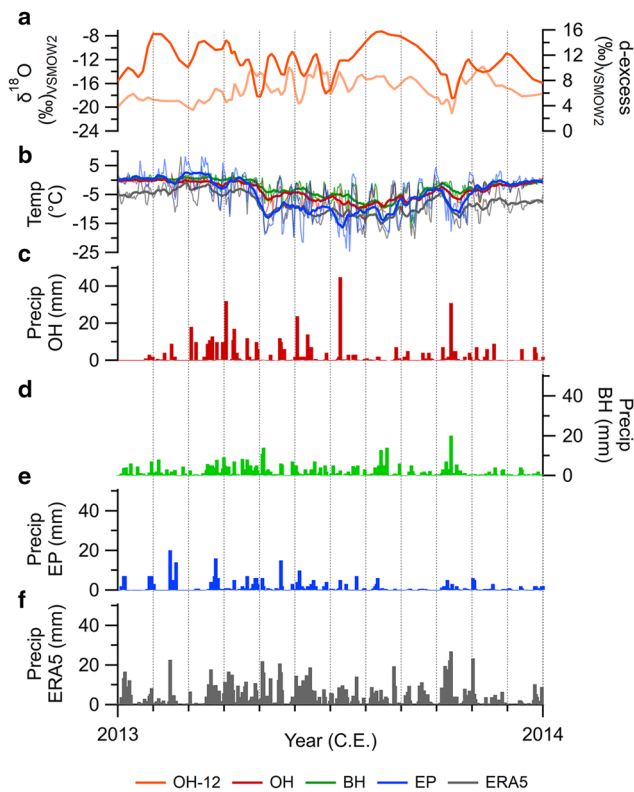 a
δ18O
(‰)VSMOW2
-8
-12
-16
-20
-24
16
12
8
4
0
d-excess
(‰)VSMOW2
b
Temp
(°C)
5
-5
-15
-25
c
Precip
OH (mm)
40
20
0
d
40
20
0
Precip
BH (mm)
e
Precip
EP (mm)
40
20
0
f
Precip
ERA5 (mm)
40
20
0
2013
Year (C.E.)
2014
OH-12
OH
BH
EP
ERA5